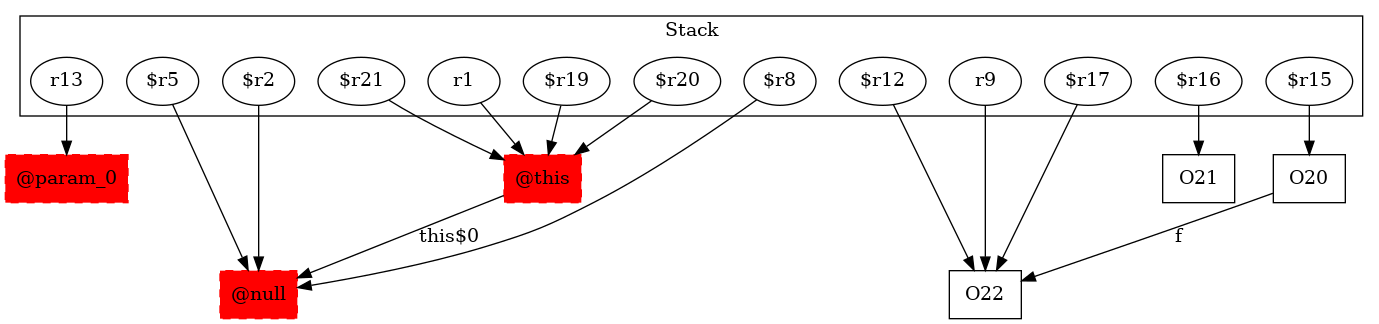 Stack
r13 $r5 $r2 $r21 r1 $r19 $r20 $r8 $r12 r9 $r17 $r16 $r15
@param_0 @this O21 O20
this$0 f
@null O22